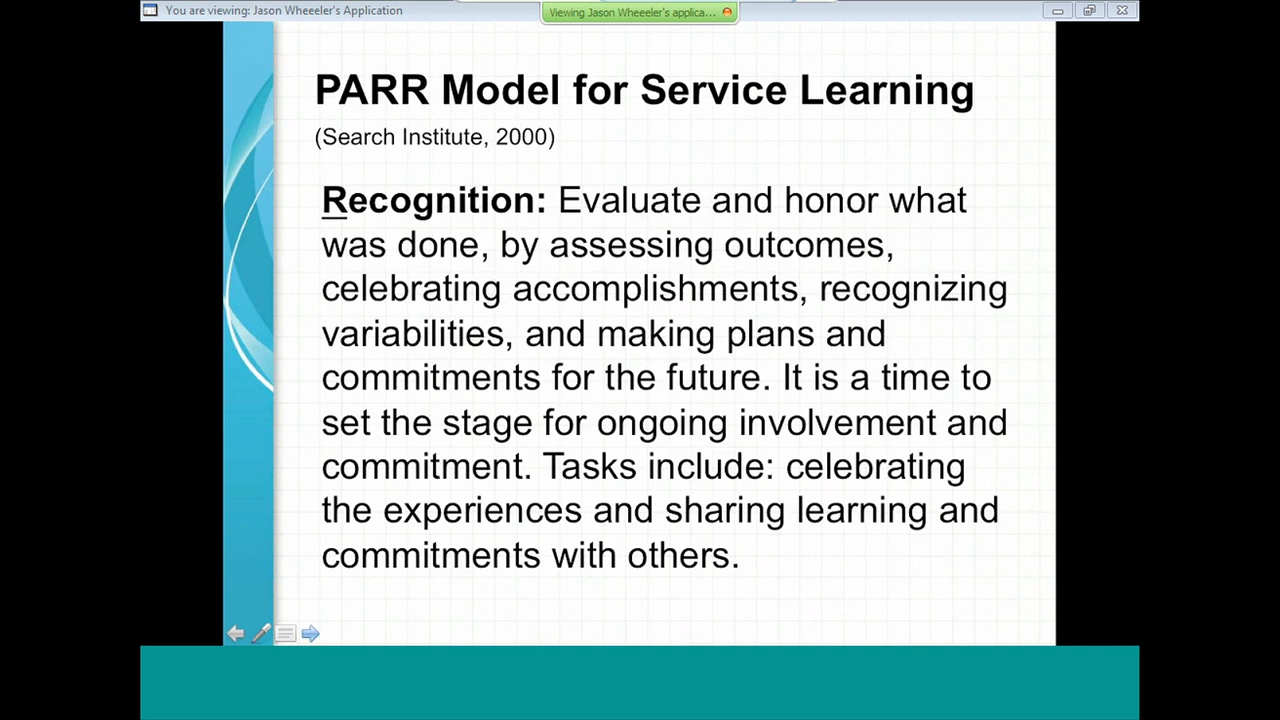 You are viewing: Jason Wheeeler's Application
Viewing Jason Wheeeler's applica...
PARR Model for Service Learning
(Search Institute, 2000)
Recognition: Evaluate and honor what
was done, by assessing outcomes,
celebrating accomplishments, recognizing
variabilities, and making plans and
commitments for the future. It is a time to
set the stage for ongoing involvement and
commitment. Tasks include: celebrating
the experiences and sharing learning and
commitments with others.